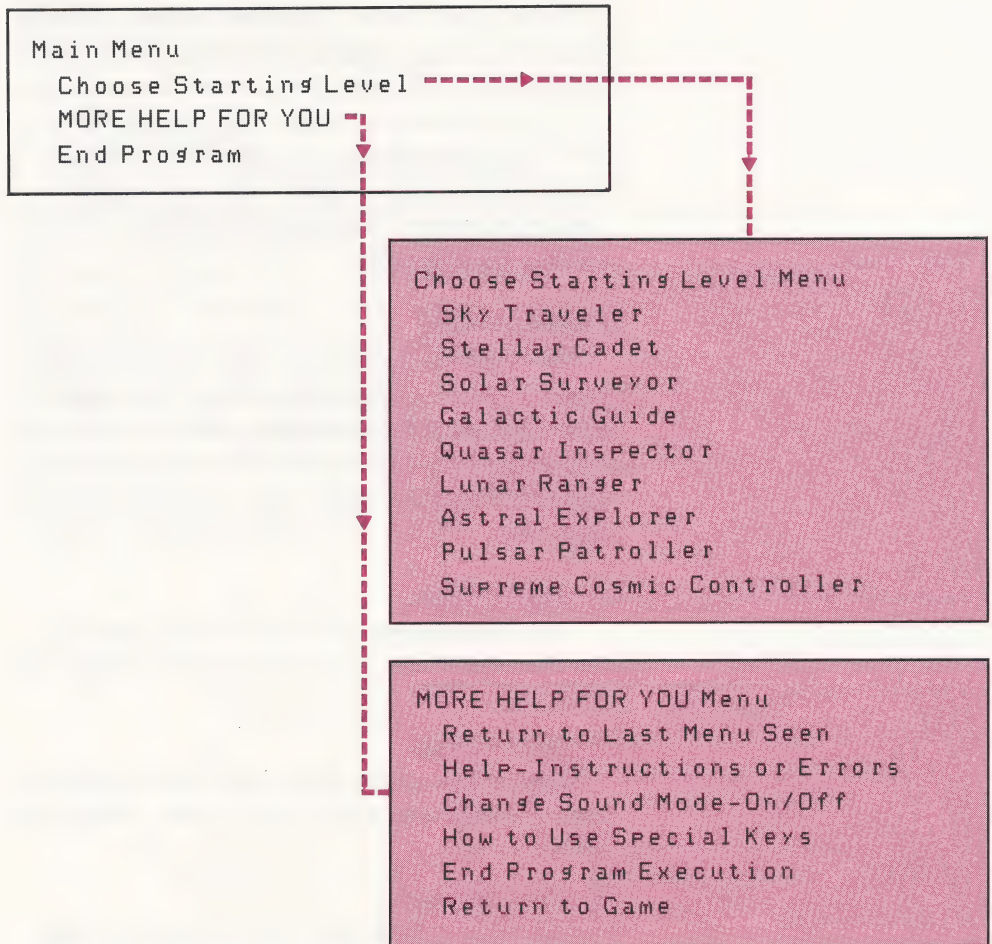 Main Menu
Choose Starting Level
MORE HELP FOR YOU
End Program
Choose Starting Level Menu
Sky Traveler
Stellar Cadet
Solar Surveyor
Galactic Guide
Quasar Inspector
Lunar Ranger
Astral Explorer
Pulsar Patroller
Supreme Cosmic Controller
MORE HELP FOR YOU Menu
Return to Last Menu Seen
Help-Instructions or Errors
Change Sound Mode-On/Off
How to Use Special Keys
End Program Execution
Return to Game